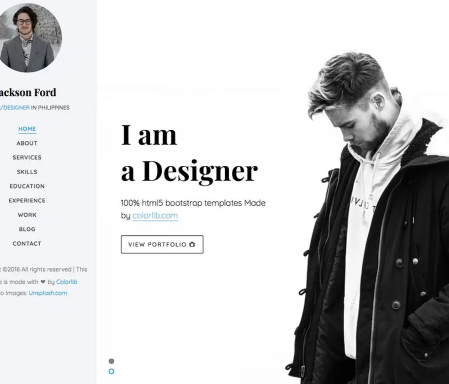 ackson Ford
/DESIGNER IN PHILIPPINES
HOME
ABOUT
SERVICES
SKILLS
EDUCATION
EXPERIENCE
WORK
BLOG
CONTACT
©2018 All rights reserved | This
is made with ♥ by Colorlib
Images: Unsplash.com
I am
a Designer
100% html5 bootstrap templates Made
by colorlib.com
VIEW PORTFOLIO